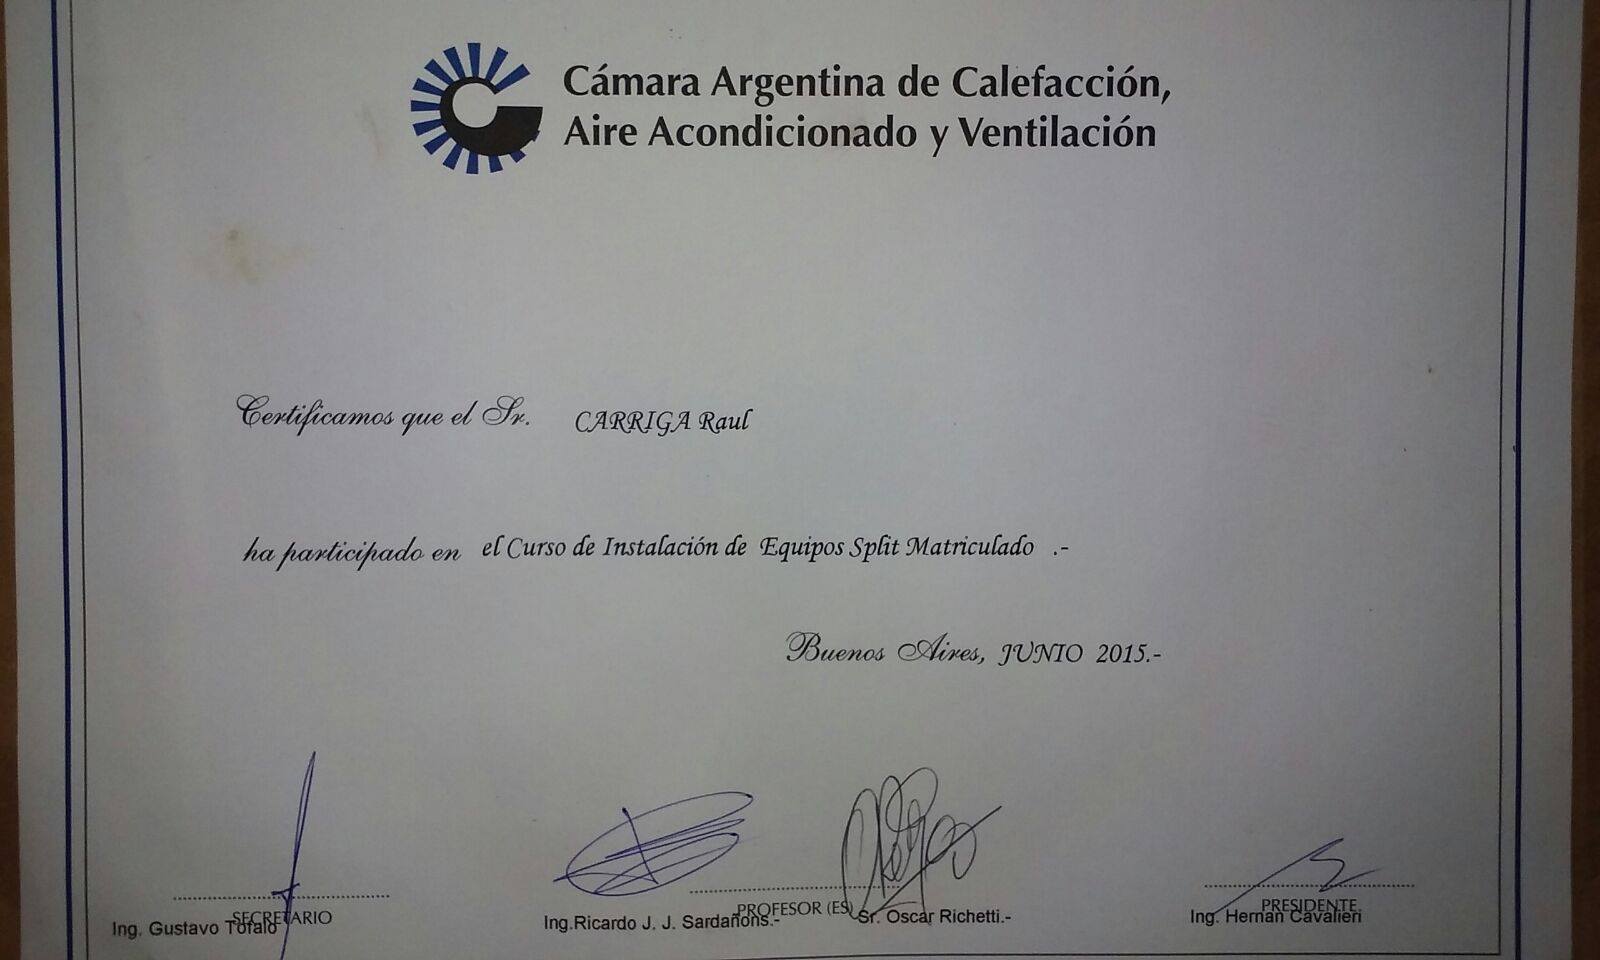 Cámara Argentina de Calefacción,
Aire Acondicionado y Ventilación
Certificamos que el Sr. CARRIGA Raul
ha participado en el Curso de Instalación de Equipos Split Matriculado .-
Buenos Aires, JUNIO 2015.-
SECRETARIO
Ing. Gustavo Tofalo
PROFESOR (ES)
Ing.Ricardo J. J. Sardañons.-
Sr. Oscar Richetti.-
PRESIDENTE
Ing. Hernan Cavalieri